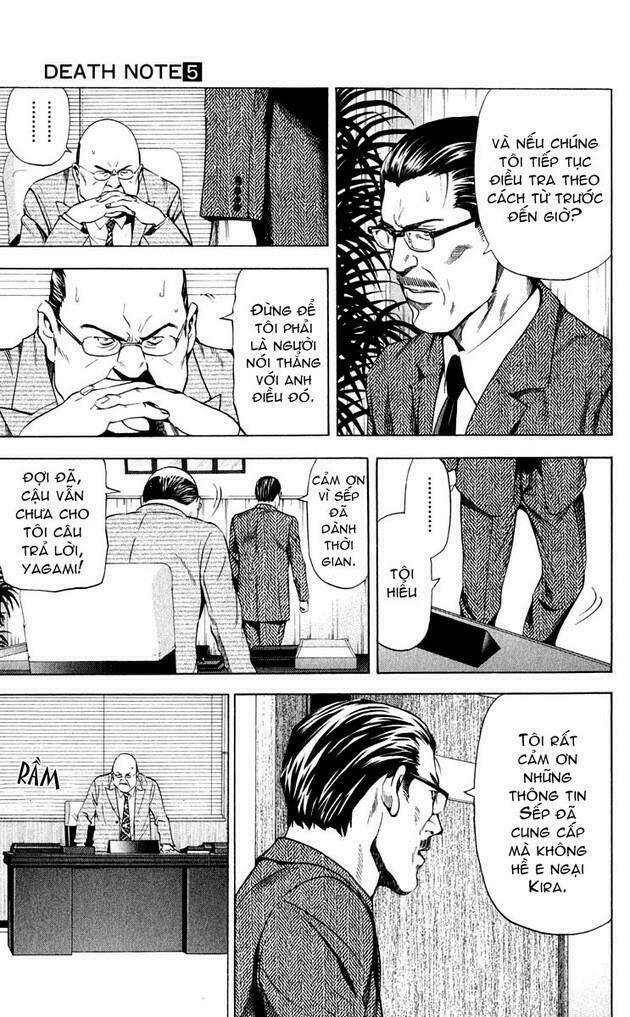 DEATH NOTE 5
VÀ NẾU CHÚNG
TÔI TIẾP TỤC
ĐIỀU TRA THEO
CÁCH TỪ TRƯỚC
ĐẾN GIỜ?
......
ĐỪNG ĐỂ
TÔI PHẢI
LÀ NGƯỜI
NÓI THẲNG
VỚI ANH
ĐIỀU ĐÓ.
......
TÔI
HIỂU
CẢM ƠN
VÌ SẾP
ĐÃ
DÀNH
THỜI
GIAN.
ĐỢI ĐÃ,
CẬU VẪN
CHƯA CHO
TÔI CÂU
TRẢ LỜI,
YAGAMI!
TÔI RẤT
CẢM ƠN
NHỮNG
THÔNG TIN
SẾP ĐÃ
CUNG CẤP
MÀ KHÔNG
HỀ E NGẠI
KIRA.
RẦM